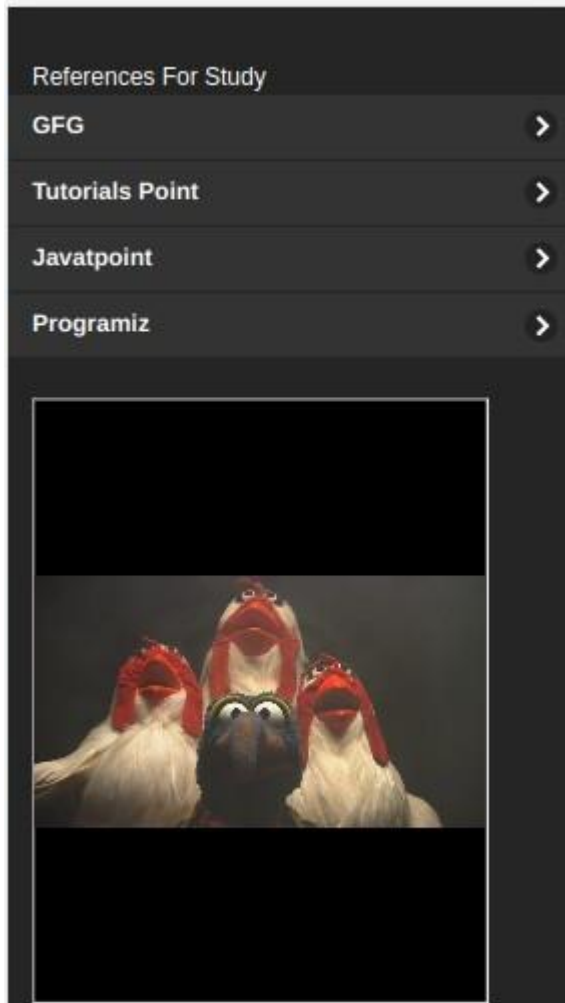 References For Study
GFG
Tutorials Point
Javatpoint
Programiz